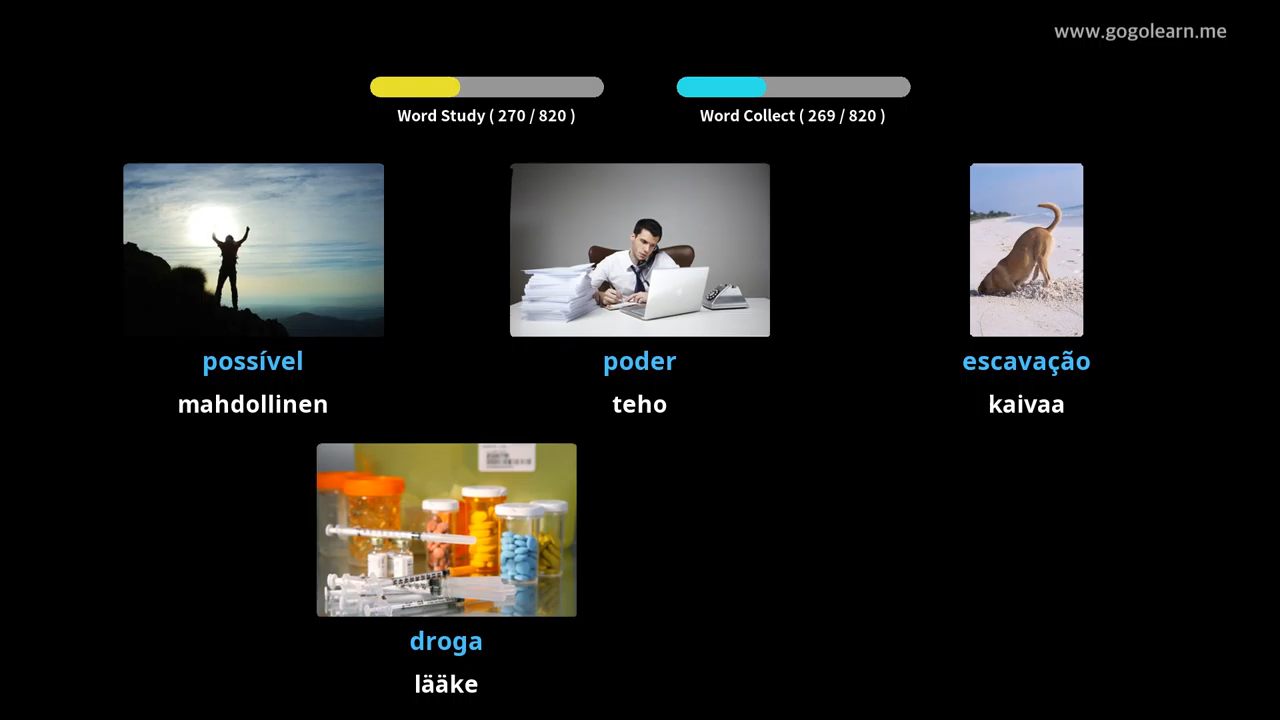 www.gogolearn.me
Word Study ( 270 / 820 )
Word Collect ( 269 / 820 )
possível
poder
escavação
mahdollinen
teho
kaivaa
droga
lääke